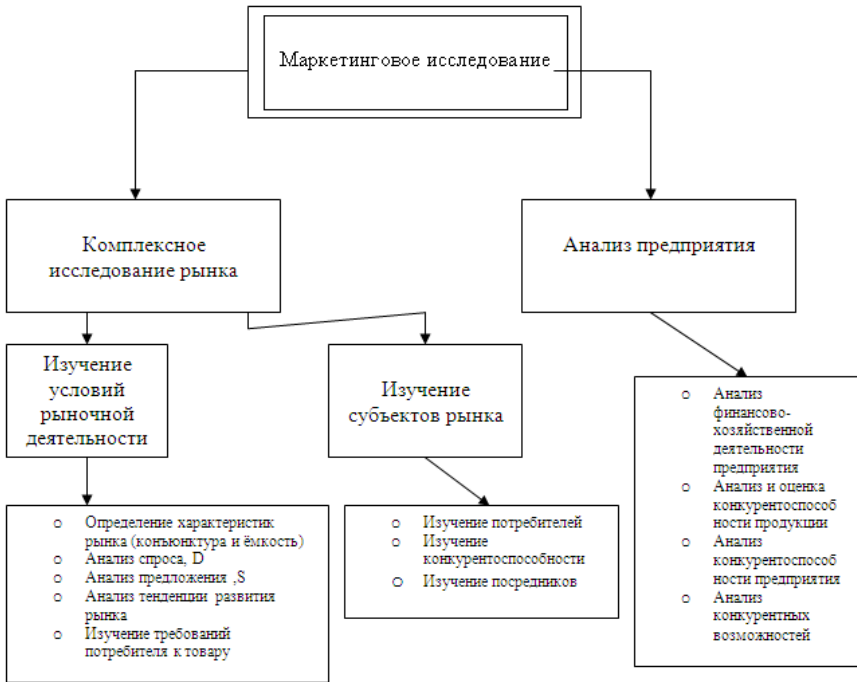 Маркетинговое исследование
Комплексное
исследование рынка
Анализ предприятия
Изучение
условий
рыночной
деятельности
Изучение
субъектов рынка
o Анализ
финансово-
хозяйственной
деятельности
предприятия
o Анализ и оценка
конкурентоспособ
ности продукции
o Анализ
конкурентоспособ
ности предприятия
o Анализ
конкурентных
возможностей
o Определение характеристик
рынка (конъюнктура и ёмкость)
o Анализ спроса, D
o Анализ предложения ,S
o Анализ тенденции развития
рынка
o Изучение требований
потребителя к товару
o Изучение потребителей
o Изучение
конкурентоспособности
o Изучение посредников